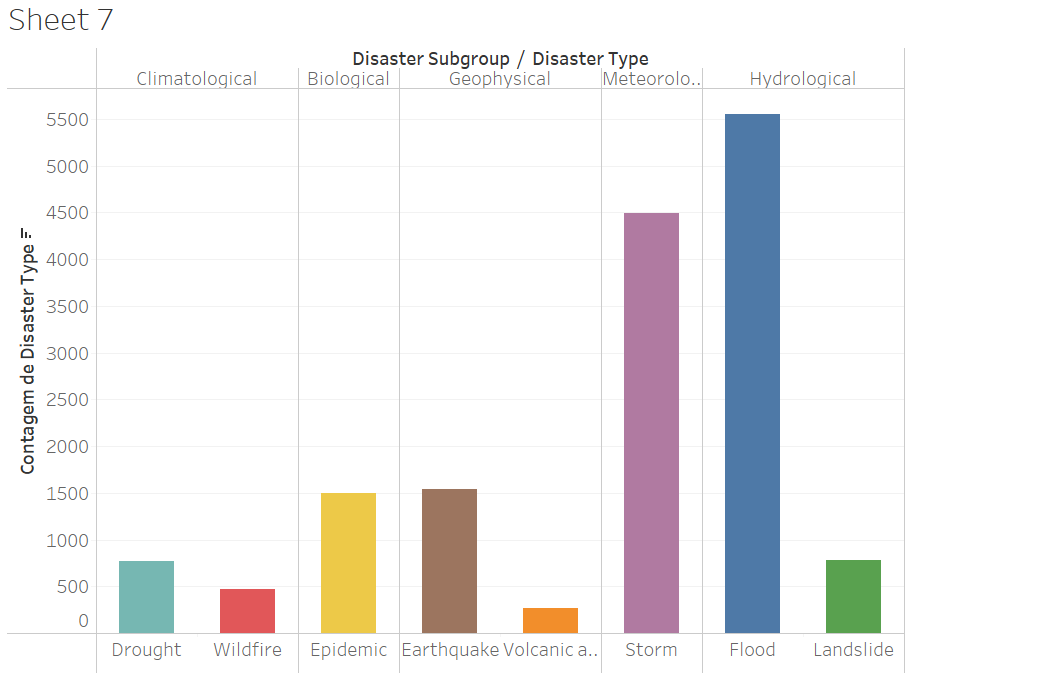 Sheet 7
Disaster Subgroup / Disaster Type
Climatological Biological Geophysical Meteorolo.. Hydrological
Contagem de Disaster Type
5500
5000
4500
4000
3500
3000
2500
2000
1500
1000
500
0
Drought Wildfire Epidemic Earthquake Volcanic a.. Storm Flood Landslide